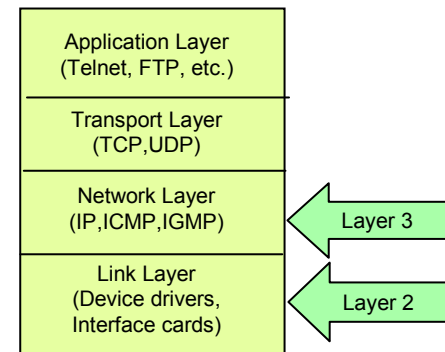 Application Layer
(Telnet, FTP, etc.)
Transport Layer
(TCP,UDP)
Network Layer
(IP,ICMP,IGMP)
Layer 3
Link Layer
(Device drivers,
Interface cards)
Layer 2